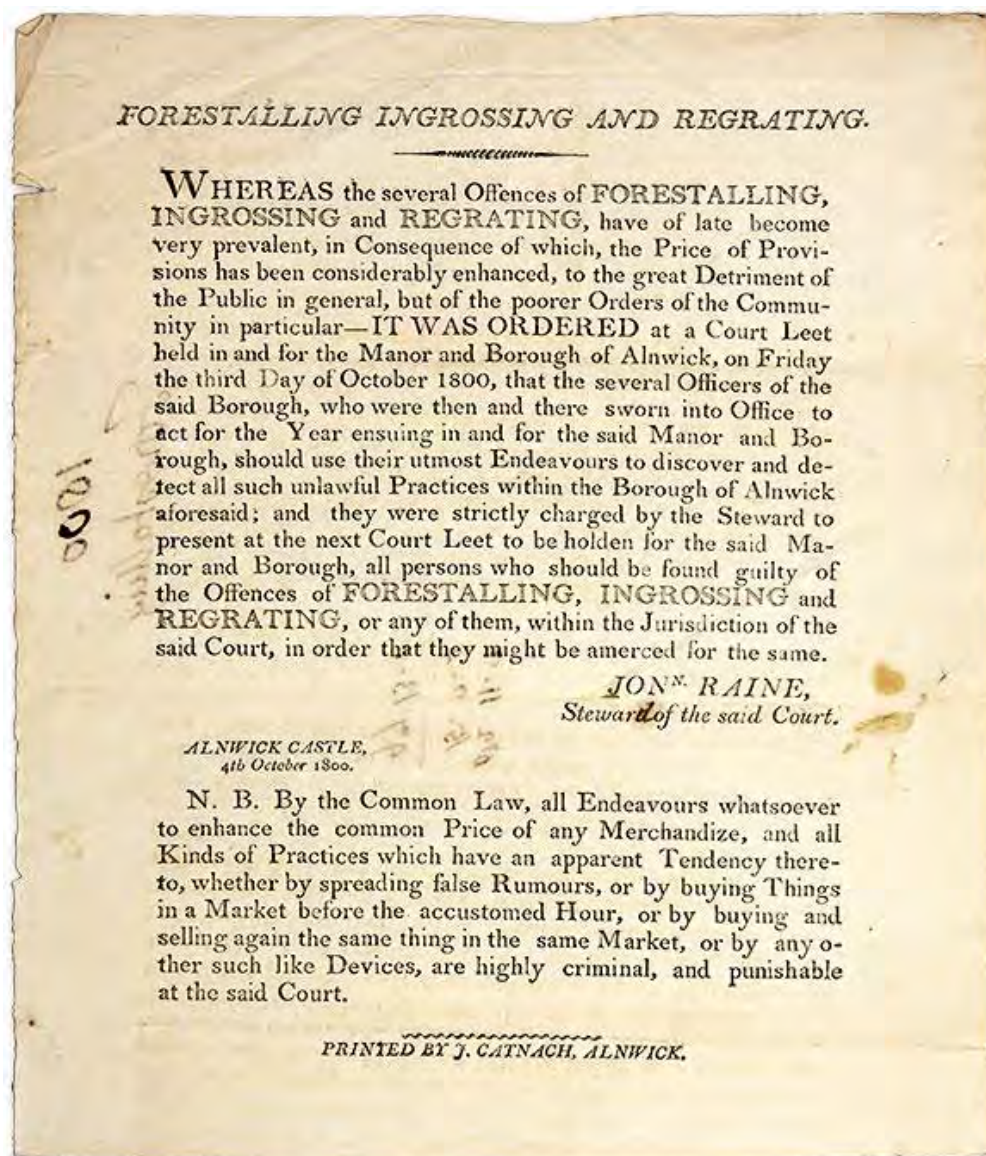 FORESTALLING INGROSSING AND REGRATING.
WHEREAS the several Offences of FORESTALLING,
INGROSSING and REGRATING, have of late become
very prevalent, in Consequence of which, the Price of Provi-
sions has been considerably enhanced, to the great Detriment of
the Public in general, but of the poorer Orders of the Commu-
nity in particular—IT WAS ORDERED at a Court Leet
held in and for the Manor and Borough of Alnwick, on Friday
the third Day of October 1800, that the several Officers of the
said Borough, who were then and there sworn into Office to
act for the Year ensuing in and for the said Manor and Bo-
rough, should use their utmost Endeavours to discover and de-
tect all such unlawful Practices within the Borough of Alnwick
aforesaid; and they were strictly charged by the Steward to
present at the next Court Leet to be holden for the said Ma-
nor and Borough, all persons who should be found guilty of
the Offences of FORESTALLING, INGROSSING and
REGRATING, or any of them, within the Jurisdiction of the
said Court, in order that they might be amerced for the same.
JONN. RAINE,
Steward of the said Court.
ALNWICK CASTLE,
4th October 1800.
N. B. By the Common Law, all Endeavours whatsoever
to enhance the common Price of any Merchandize, and all
Kinds of Practices which have an apparent Tendency there-
to, whether by spreading false Rumours, or by buying Things
in a Market before the accustomed Hour, or by buying and
selling again the same thing in the same Market, or by any o-
ther such like Devices, are highly criminal, and punishable
at the said Court.
PRINTED BY J. CATNACH, ALNWICK.
1800